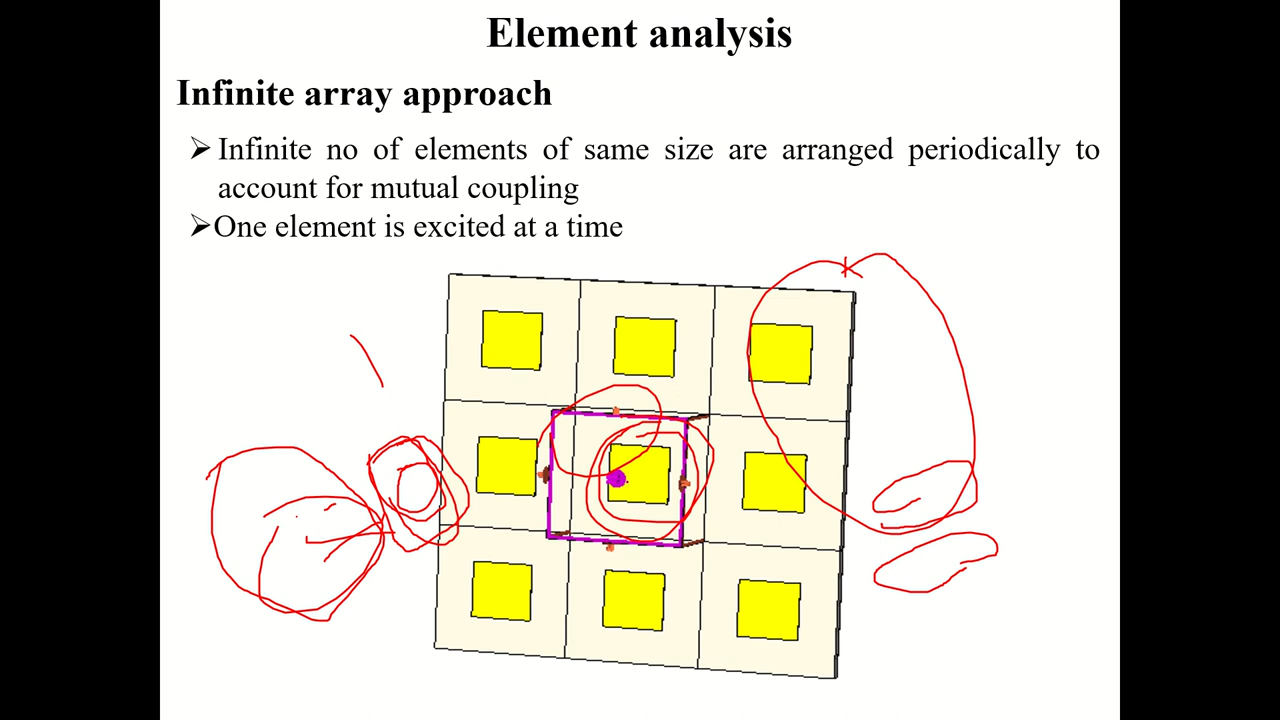 Element analysis
Infinite array approach
Infinite no of elements of same size are arranged periodically to
account for mutual coupling
One element is excited at a time